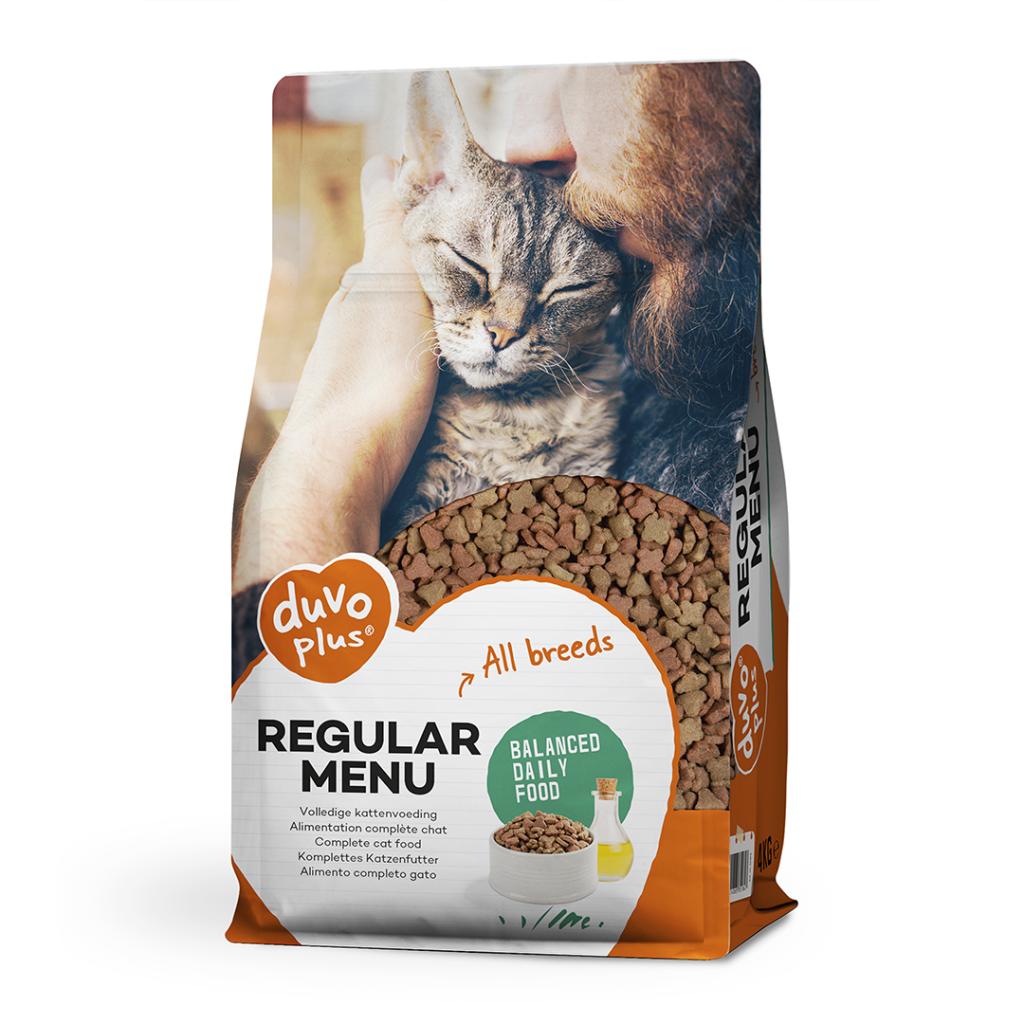 duvo
plus®
All breeds
REGULAR
MENU
BALANCED
DAILY
FOOD
Volledige kattenvoeding
Alimentation complète chat
Complete cat food
Komplettes Katzenfutter
Alimento completo gato
REGULAR
MENU
duvo
plus®
4KG e